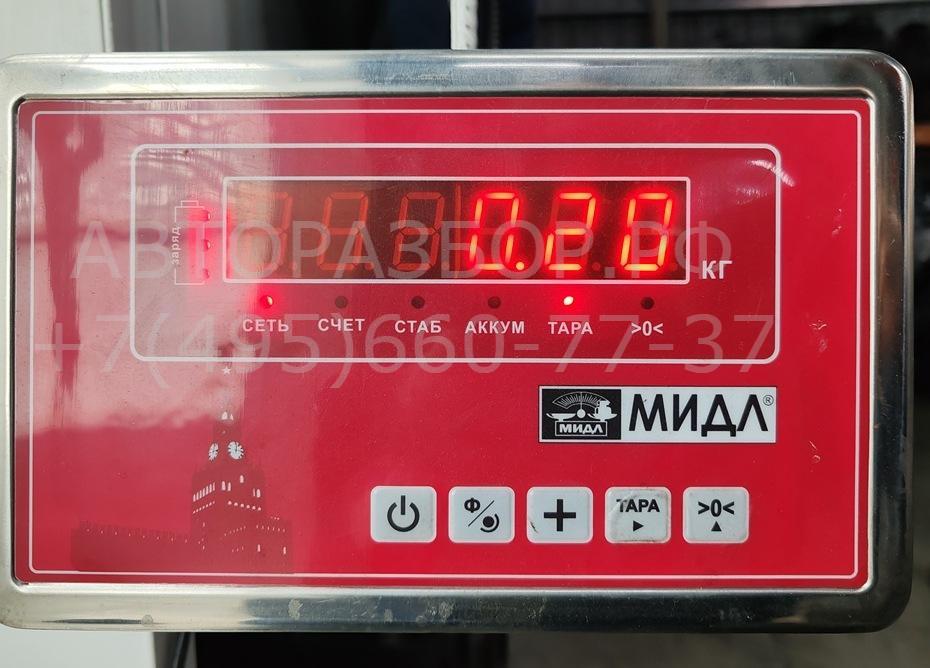 заряд
0.20
кг
СЕТЬ СЧЕТ СТАБ АККУМ ТАРА >0<
АВТОРАЗБОР.РФ
+7(495)660-77-37
МИДЛ МИДЛ®
Ф ТАРА >0<